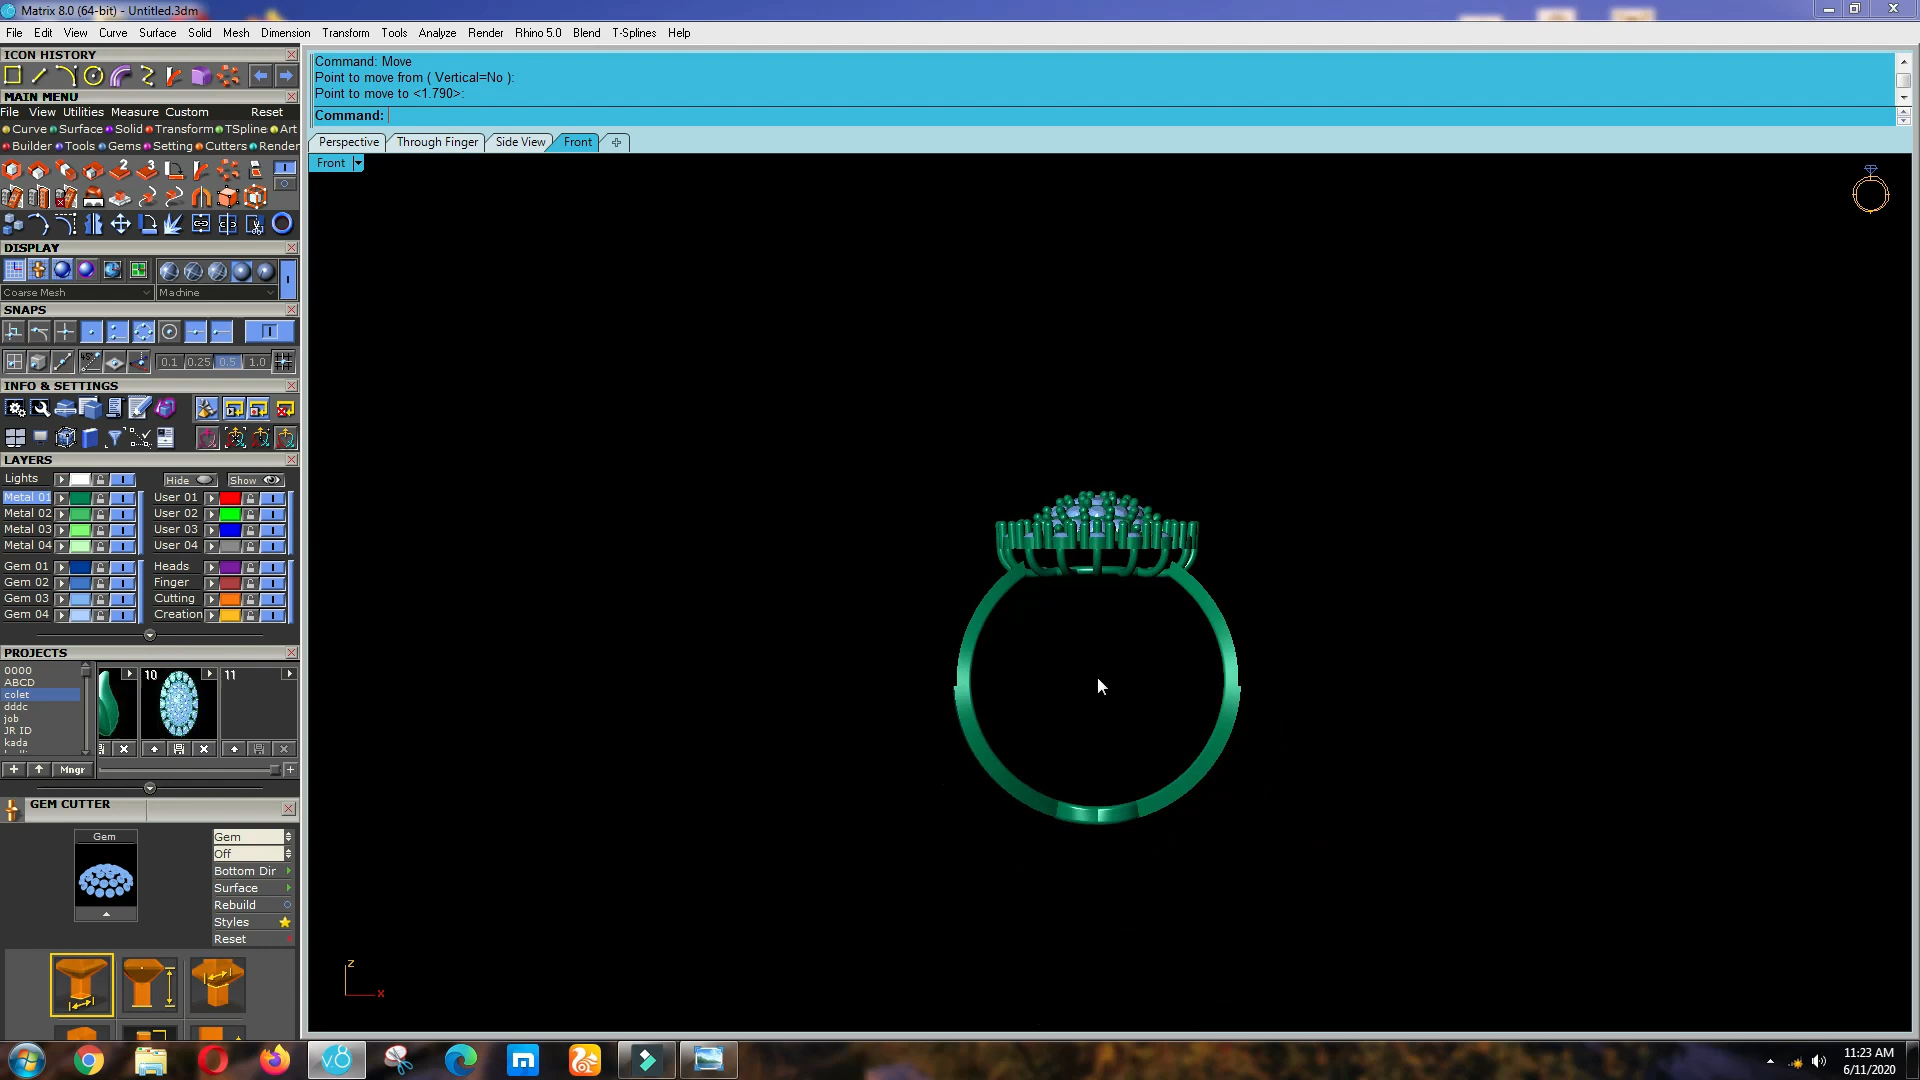 Matrix 8.0 (64-bit) - Untitled.3dm
File Edit View Curve Surface Solid Mesh Dimension Transform Tools Analyze Render Rhino 5.0 Blend T-Splines Help
ICON HISTORY
MAIN MENU
File View Utilities Measure Custom Reset
Curve Surface Solid Transform TSpline Art
Builder Tools Gems Setting Cutters Render
DISPLAY
Coarse Mesh Machine
SNAPS
0.1 0.25 0.5 1.0
INFO & SETTINGS
LAYERS
Lights Hide Show
Metal 01 User 01
Metal 02 User 02
Metal 03 User 03
Metal 04 User 04
Gem 01 Heads
Gem 02 Finger
Gem 03 Cutting
Gem 04 Creation
PROJECTS
0000
ABCD
colet
dddc
job
JR ID
kada
10 11
Mngr
GEM CUTTER
Gem
Gem
Off
Bottom Dir
Surface
Rebuild
Styles
Reset
Command: Move
Point to move from ( Vertical=No ):
Point to move to <1.790>:
Command:
Perspective Through Finger Side View Front
Front
z
x
v8
11:23 AM
6/11/2020